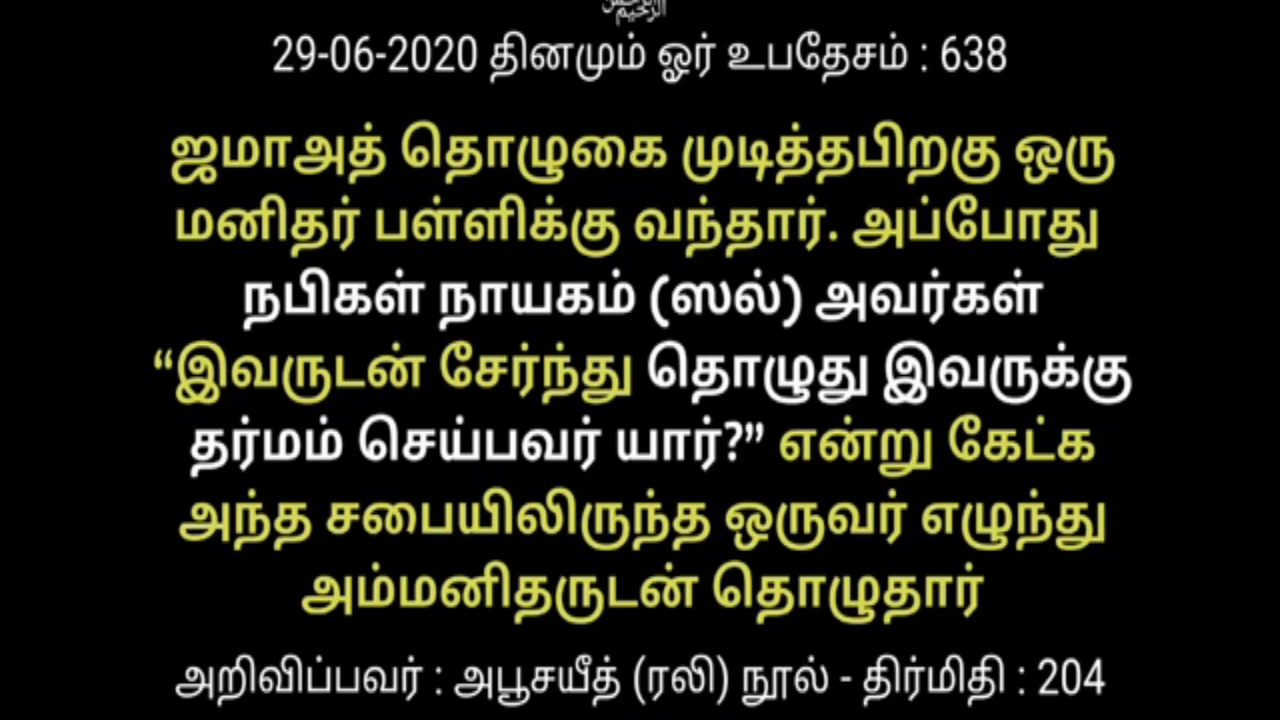 29-06-2020 தினமும் ஓர் உபதேசம் : 638
ஜமாஅத் தொழுகை முடித்தபிறகு ஒரு
மனிதர் பள்ளிக்கு வந்தார். அப்போது
நபிகள் நாயகம் (ஸல்) அவர்கள்
“இவருடன் சேர்ந்து தொழுது இவருக்கு
தர்மம் செய்பவர் யார்?” என்று கேட்க
அந்த சபையிலிருந்த ஒருவர் எழுந்து
அம்மனிதருடன் தொழுதார்
அறிவிப்பவர் : அபூசயீத் (ரலி) நூல் - திர்மிதி : 204